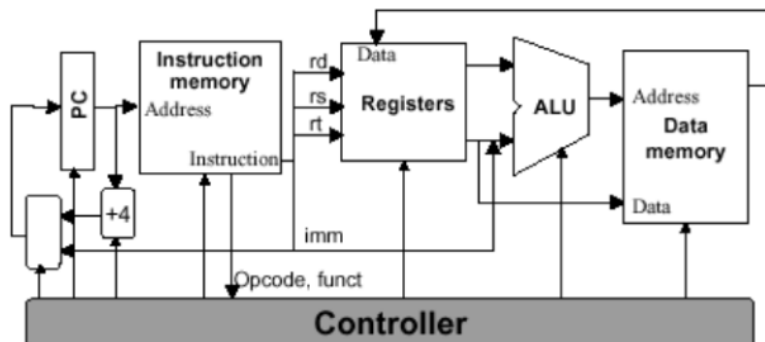 PC
Instruction
memory
Address
Instruction
rd
rs
rt
Data
Registers
ALU
Address
Data
memory
Data
+4
imm
Opcode, funct
Controller